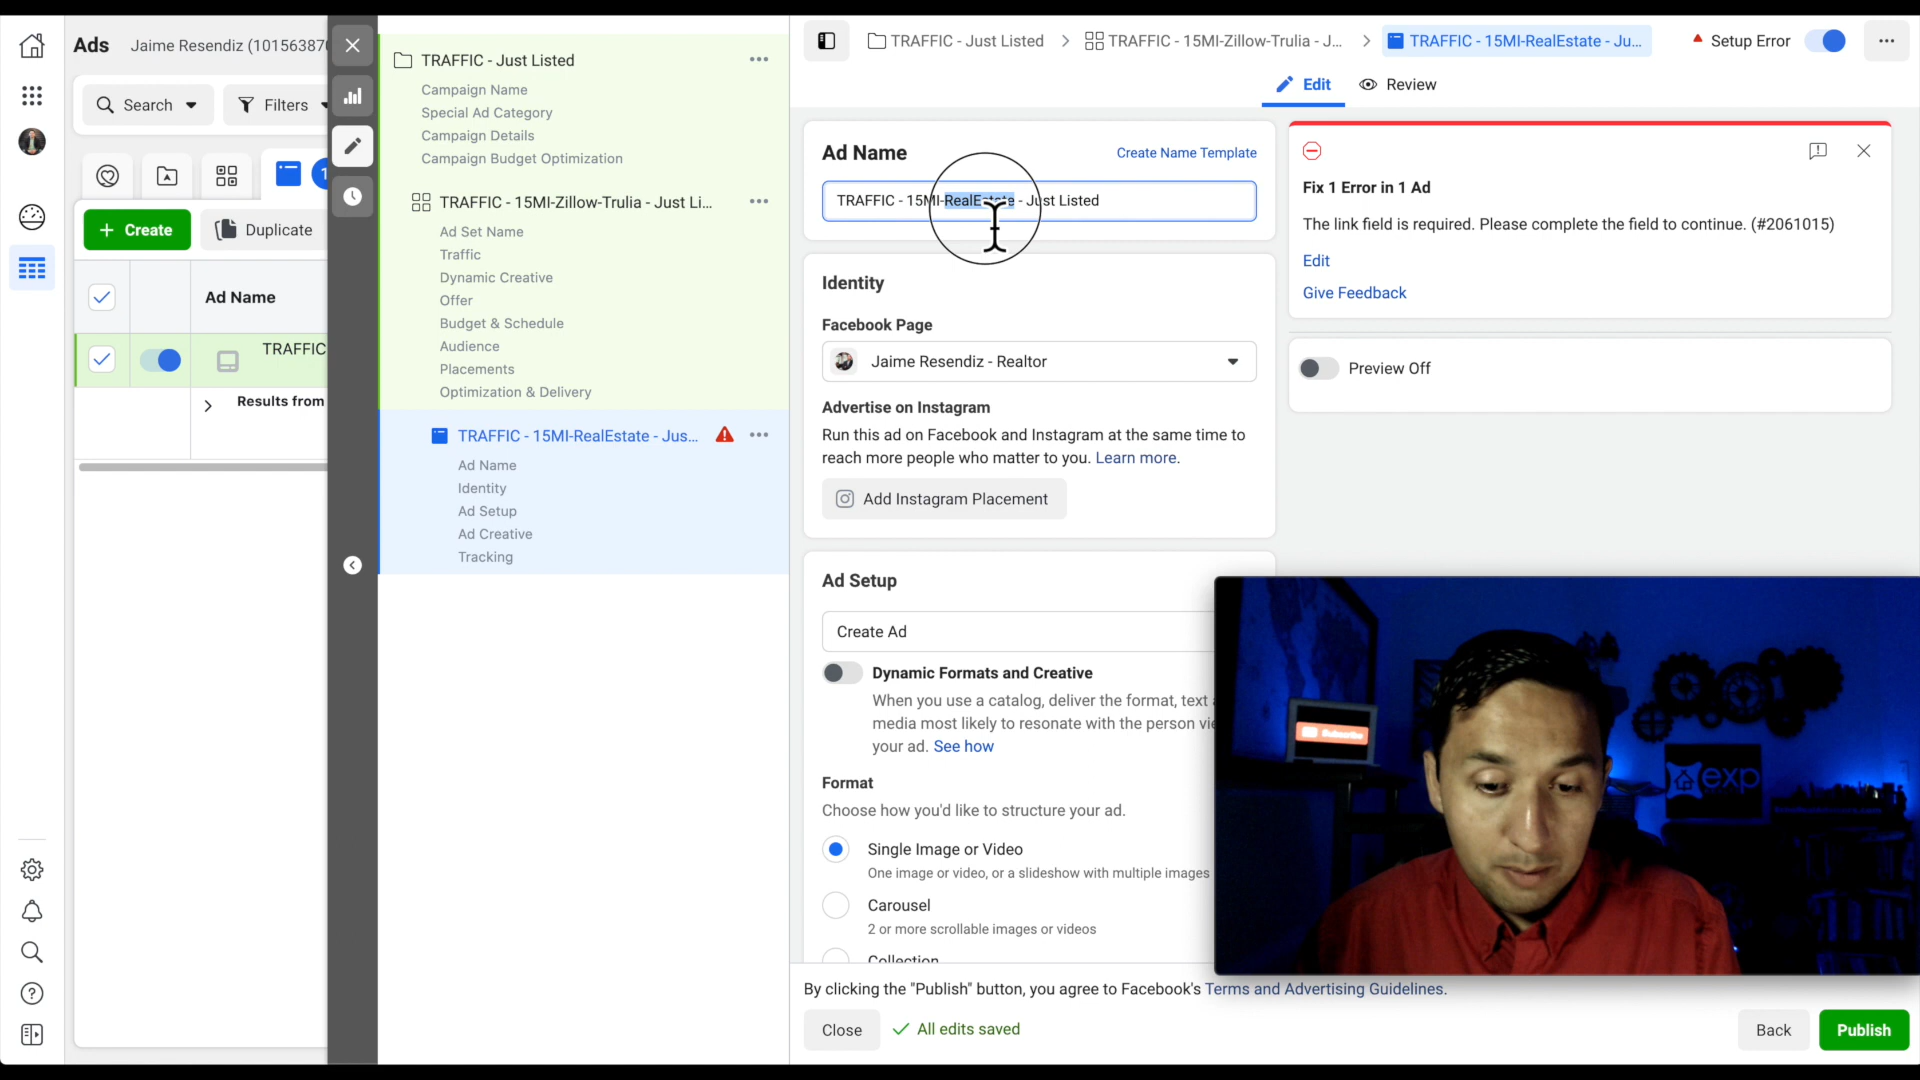 Ads
Jaime Resendiz (101563870
Search
Filters
1
+ Create
Duplicate
Ad Name
TRAFFIC
Results from
TRAFFIC - Just Listed
Campaign Name
Special Ad Category
Campaign Details
Campaign Budget Optimization
TRAFFIC - 15MI-Zillow-Trulia - Just Li...
Ad Set Name
Traffic
Dynamic Creative
Offer
Budget & Schedule
Audience
Placements
Optimization & Delivery
TRAFFIC - 15MI-RealEstate - Jus...
Ad Name
Identity
Ad Setup
Ad Creative
Tracking
TRAFFIC - Just Listed
TRAFFIC - 15MI-Zillow-Trulia - J...
TRAFFIC - 15MI-RealEstate - Ju...
Setup Error
Edit
Review
Ad Name
Create Name Template
TRAFFIC - 15MI-RealEstate - Just Listed
Identity
Facebook Page
Jaime Resendiz - Realtor
Advertise on Instagram
Run this ad on Facebook and Instagram at the same time to
reach more people who matter to you. Learn more.
Add Instagram Placement
Ad Setup
Create Ad
Dynamic Formats and Creative
When you use a catalog, deliver the format, text
media most likely to resonate with the person vie
your ad. See how
Format
Choose how you'd like to structure your ad.
Single Image or Video
One image or video, or a slideshow with multiple images
Carousel
2 or more scrollable images or videos
Collection
Fix 1 Error in 1 Ad
The link field is required. Please complete the field to continue. (#2061015)
Edit
Give Feedback
Preview Off
Subscribe
exp
By clicking the "Publish" button, you agree to Facebook's Terms and Advertising Guidelines.
Close
All edits saved
Back
Publish